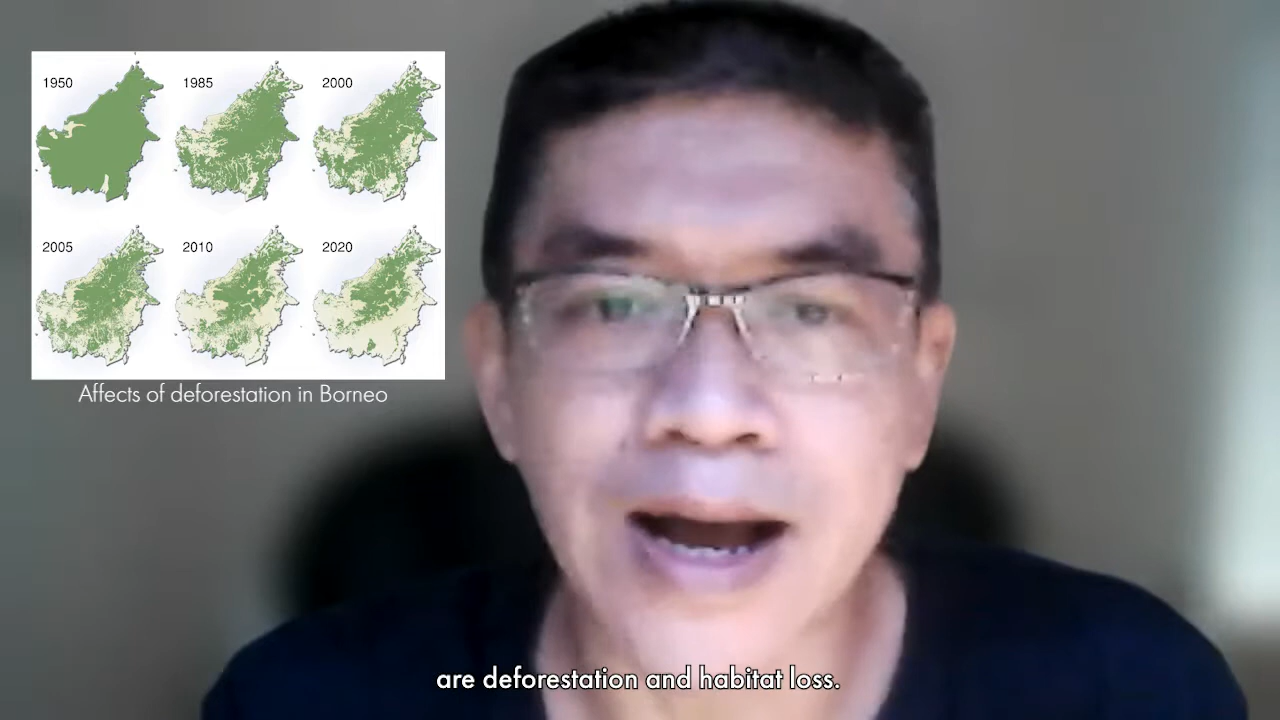 1950 1985 2000
2005 2010 2020
Affects of deforestation in Borneo
are deforestation and habitat loss.